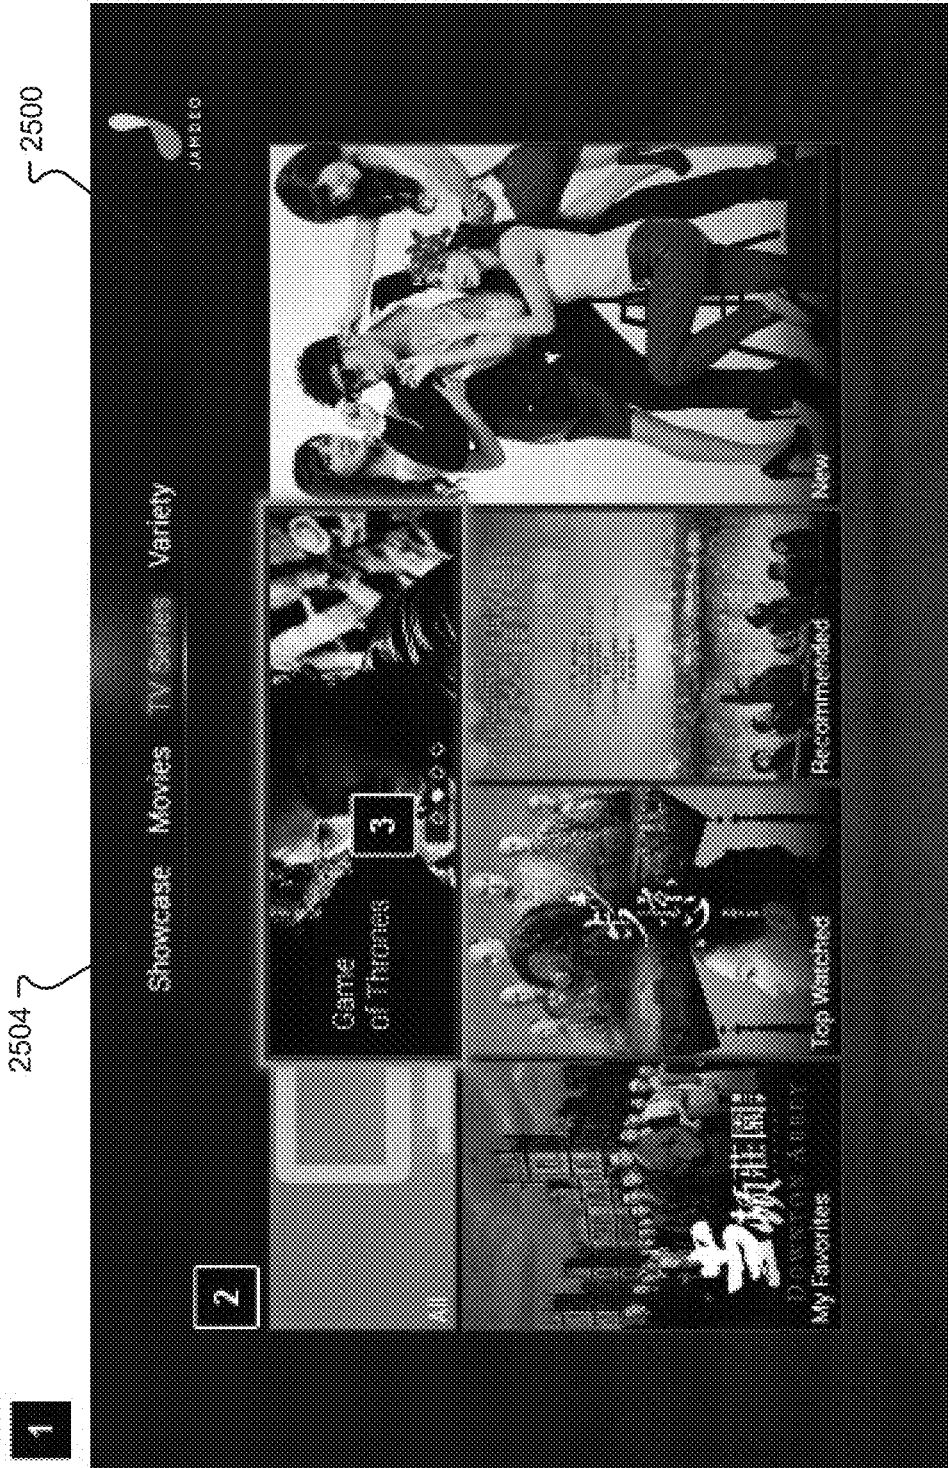 1
2504
2500
Showcase Movies TV Series Variety
2
Game
of Thrones
3
All
My Favorites
Top Watched
Recommended
New